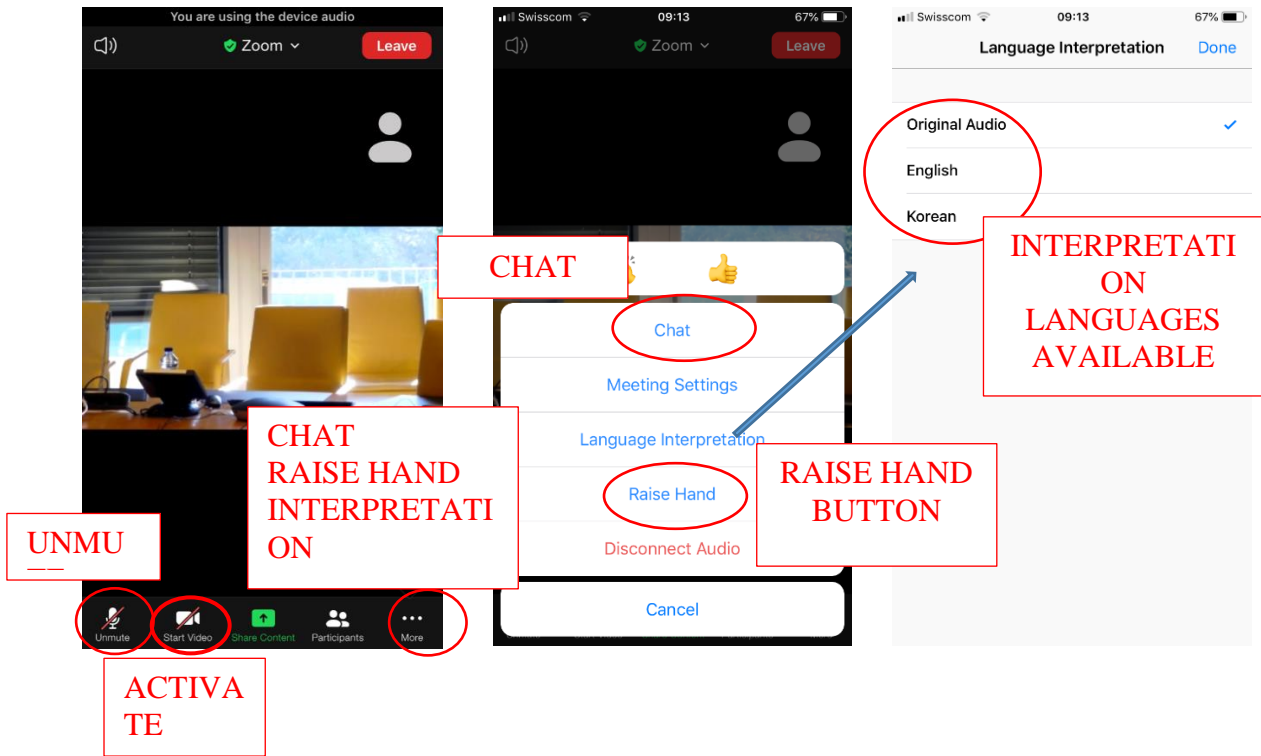 You are using the device audio
Zoom
Leave
UNMU
CHAT
RAISE HAND
INTERPRETATI
ON
Unmute
Start Video
Share Content
Participants
More
ACTIVA
TE
Swisscom
09:13
67%
Zoom
Leave
CHAT
Chat
Meeting Settings
Language Interpretation
Raise Hand
Disconnect Audio
Cancel
RAISE HAND
BUTTON
Swisscom
09:13
67%
Language Interpretation
Done
Original Audio
English
Korean
INTERPRETATI
ON
LANGUAGES
AVAILABLE